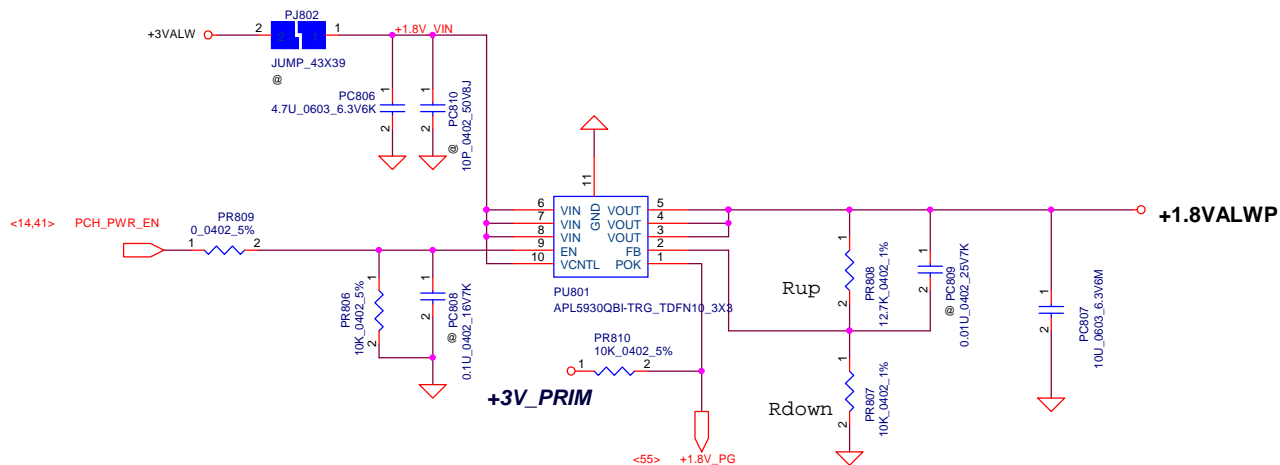 PJ802
+3VALW
2
2
1
1
+1.8V_VIN
JUMP_43X39
@
PC806
4.7U_0603_6.3V6K
1
2
1
2
@ PC810
10P_0402_50V8J
11
GND
<14,41> PCH_PWR_EN
PR809
0_0402_5%
1
2
6 VIN VOUT 5
7 VIN VOUT 4
8 VIN VOUT 3
9 EN FB 2
10 VCNTL POK 1
PU801
APL5930QBI-TRG_TDFN10_3X3
+1.8VALWP
1
2
PR806
10K_0402_5%
1
2
@ PC808
0.1U_0402_16V7K
Rup
1
2
PR808
12.7K_0402_1%
1
2
@ PC809
0.01U_0402_25V7K
1
2
PC807
10U_0603_6.3V6M
PR810
10K_0402_5%
1
2
+3V_PRIM
Rdown
1
2
PR807
10K_0402_1%
<55> +1.8V_PG